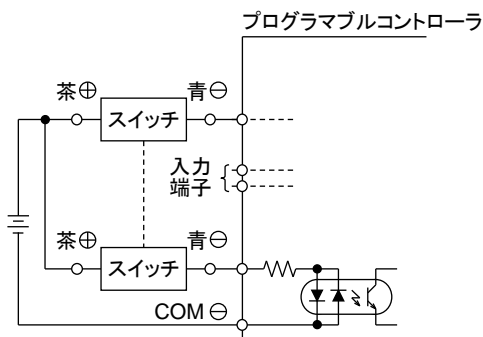 プログラマブルコントローラ
茶⊕ 青⊖
スイッチ
入力
端子
茶⊕ 青⊖
スイッチ
COM ⊖